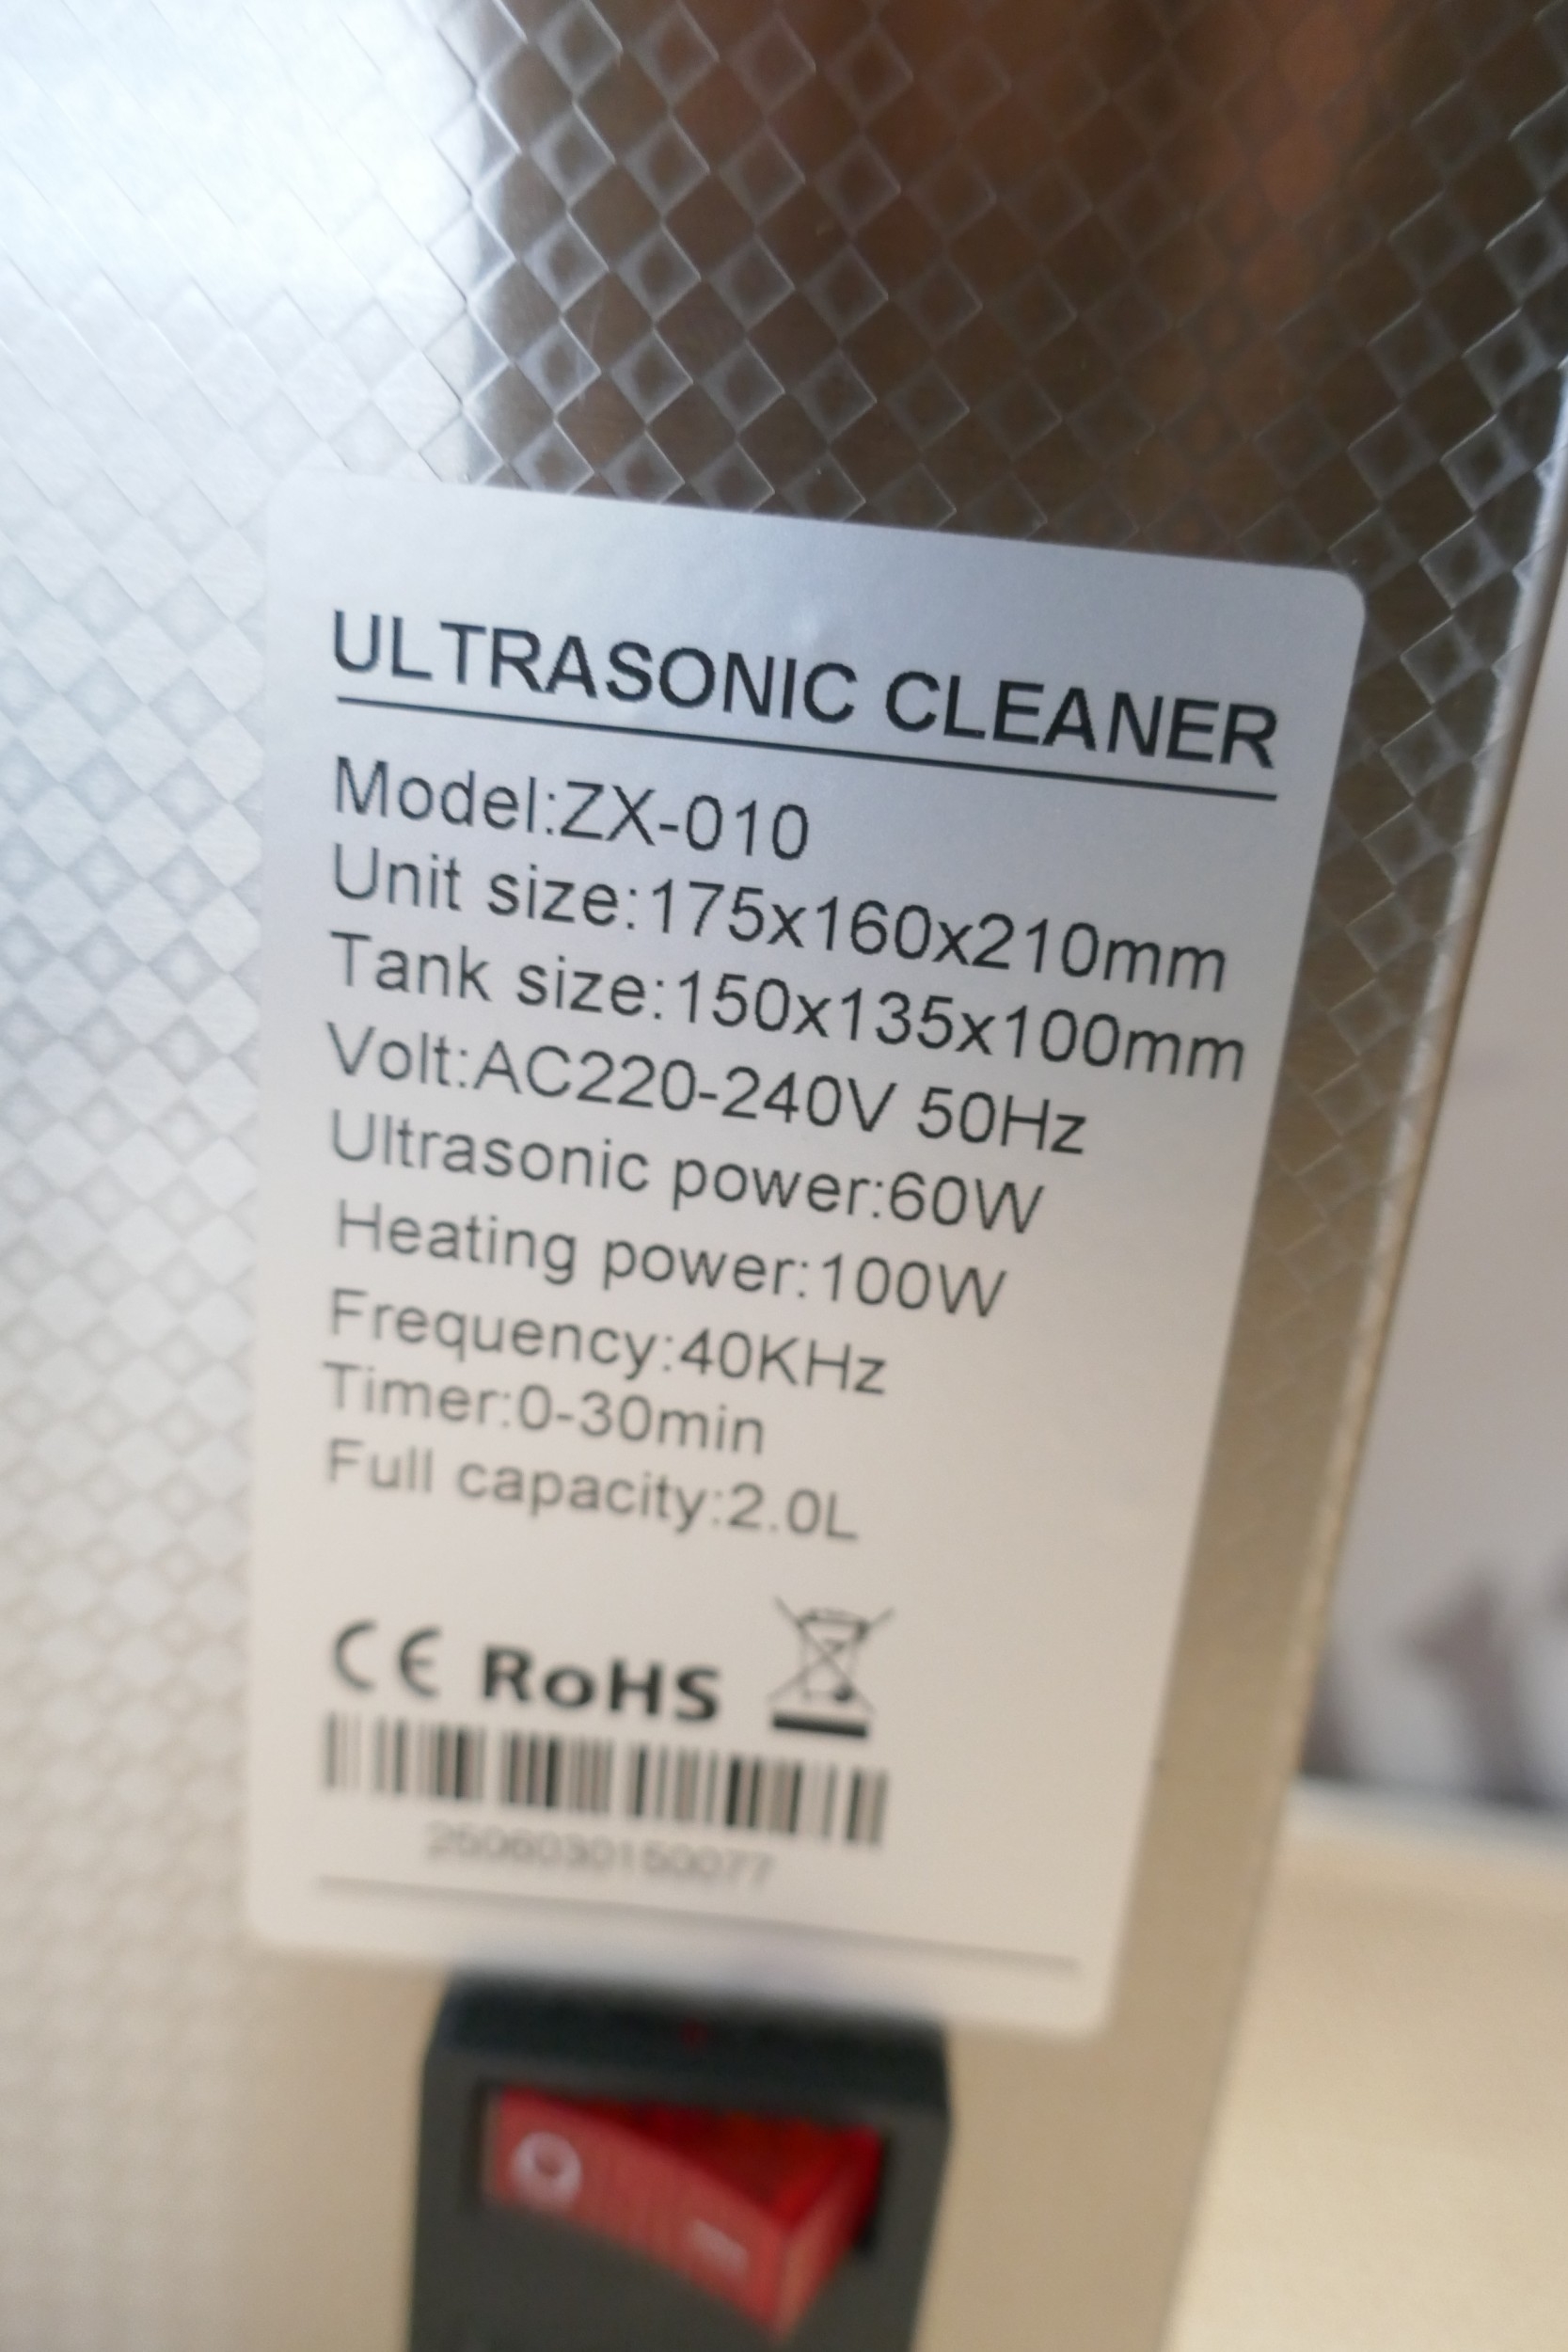 ULTRASONIC CLEANER
Model:ZX-010
Unit size:175x160x210mm
Tank size:150x135x100mm
Volt:AC220-240V 50Hz
Ultrasonic power:60W
Heating power:100W
Frequency:40KHz
Timer:0-30min
Full capacity:2.0L
CE RoHS
2506030150077